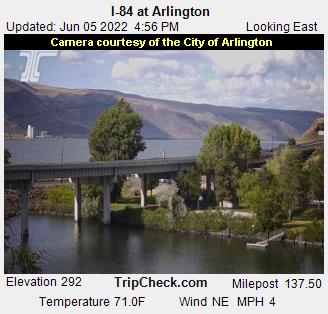 I-84 at Arlington
Updated: Jun 05 2022 4:56 PM Looking East
Camera courtesy of the City of Arlington
Elevation 292 TripCheck.com Milepost 137.50
Temperature 71.0F Wind NE MPH 4